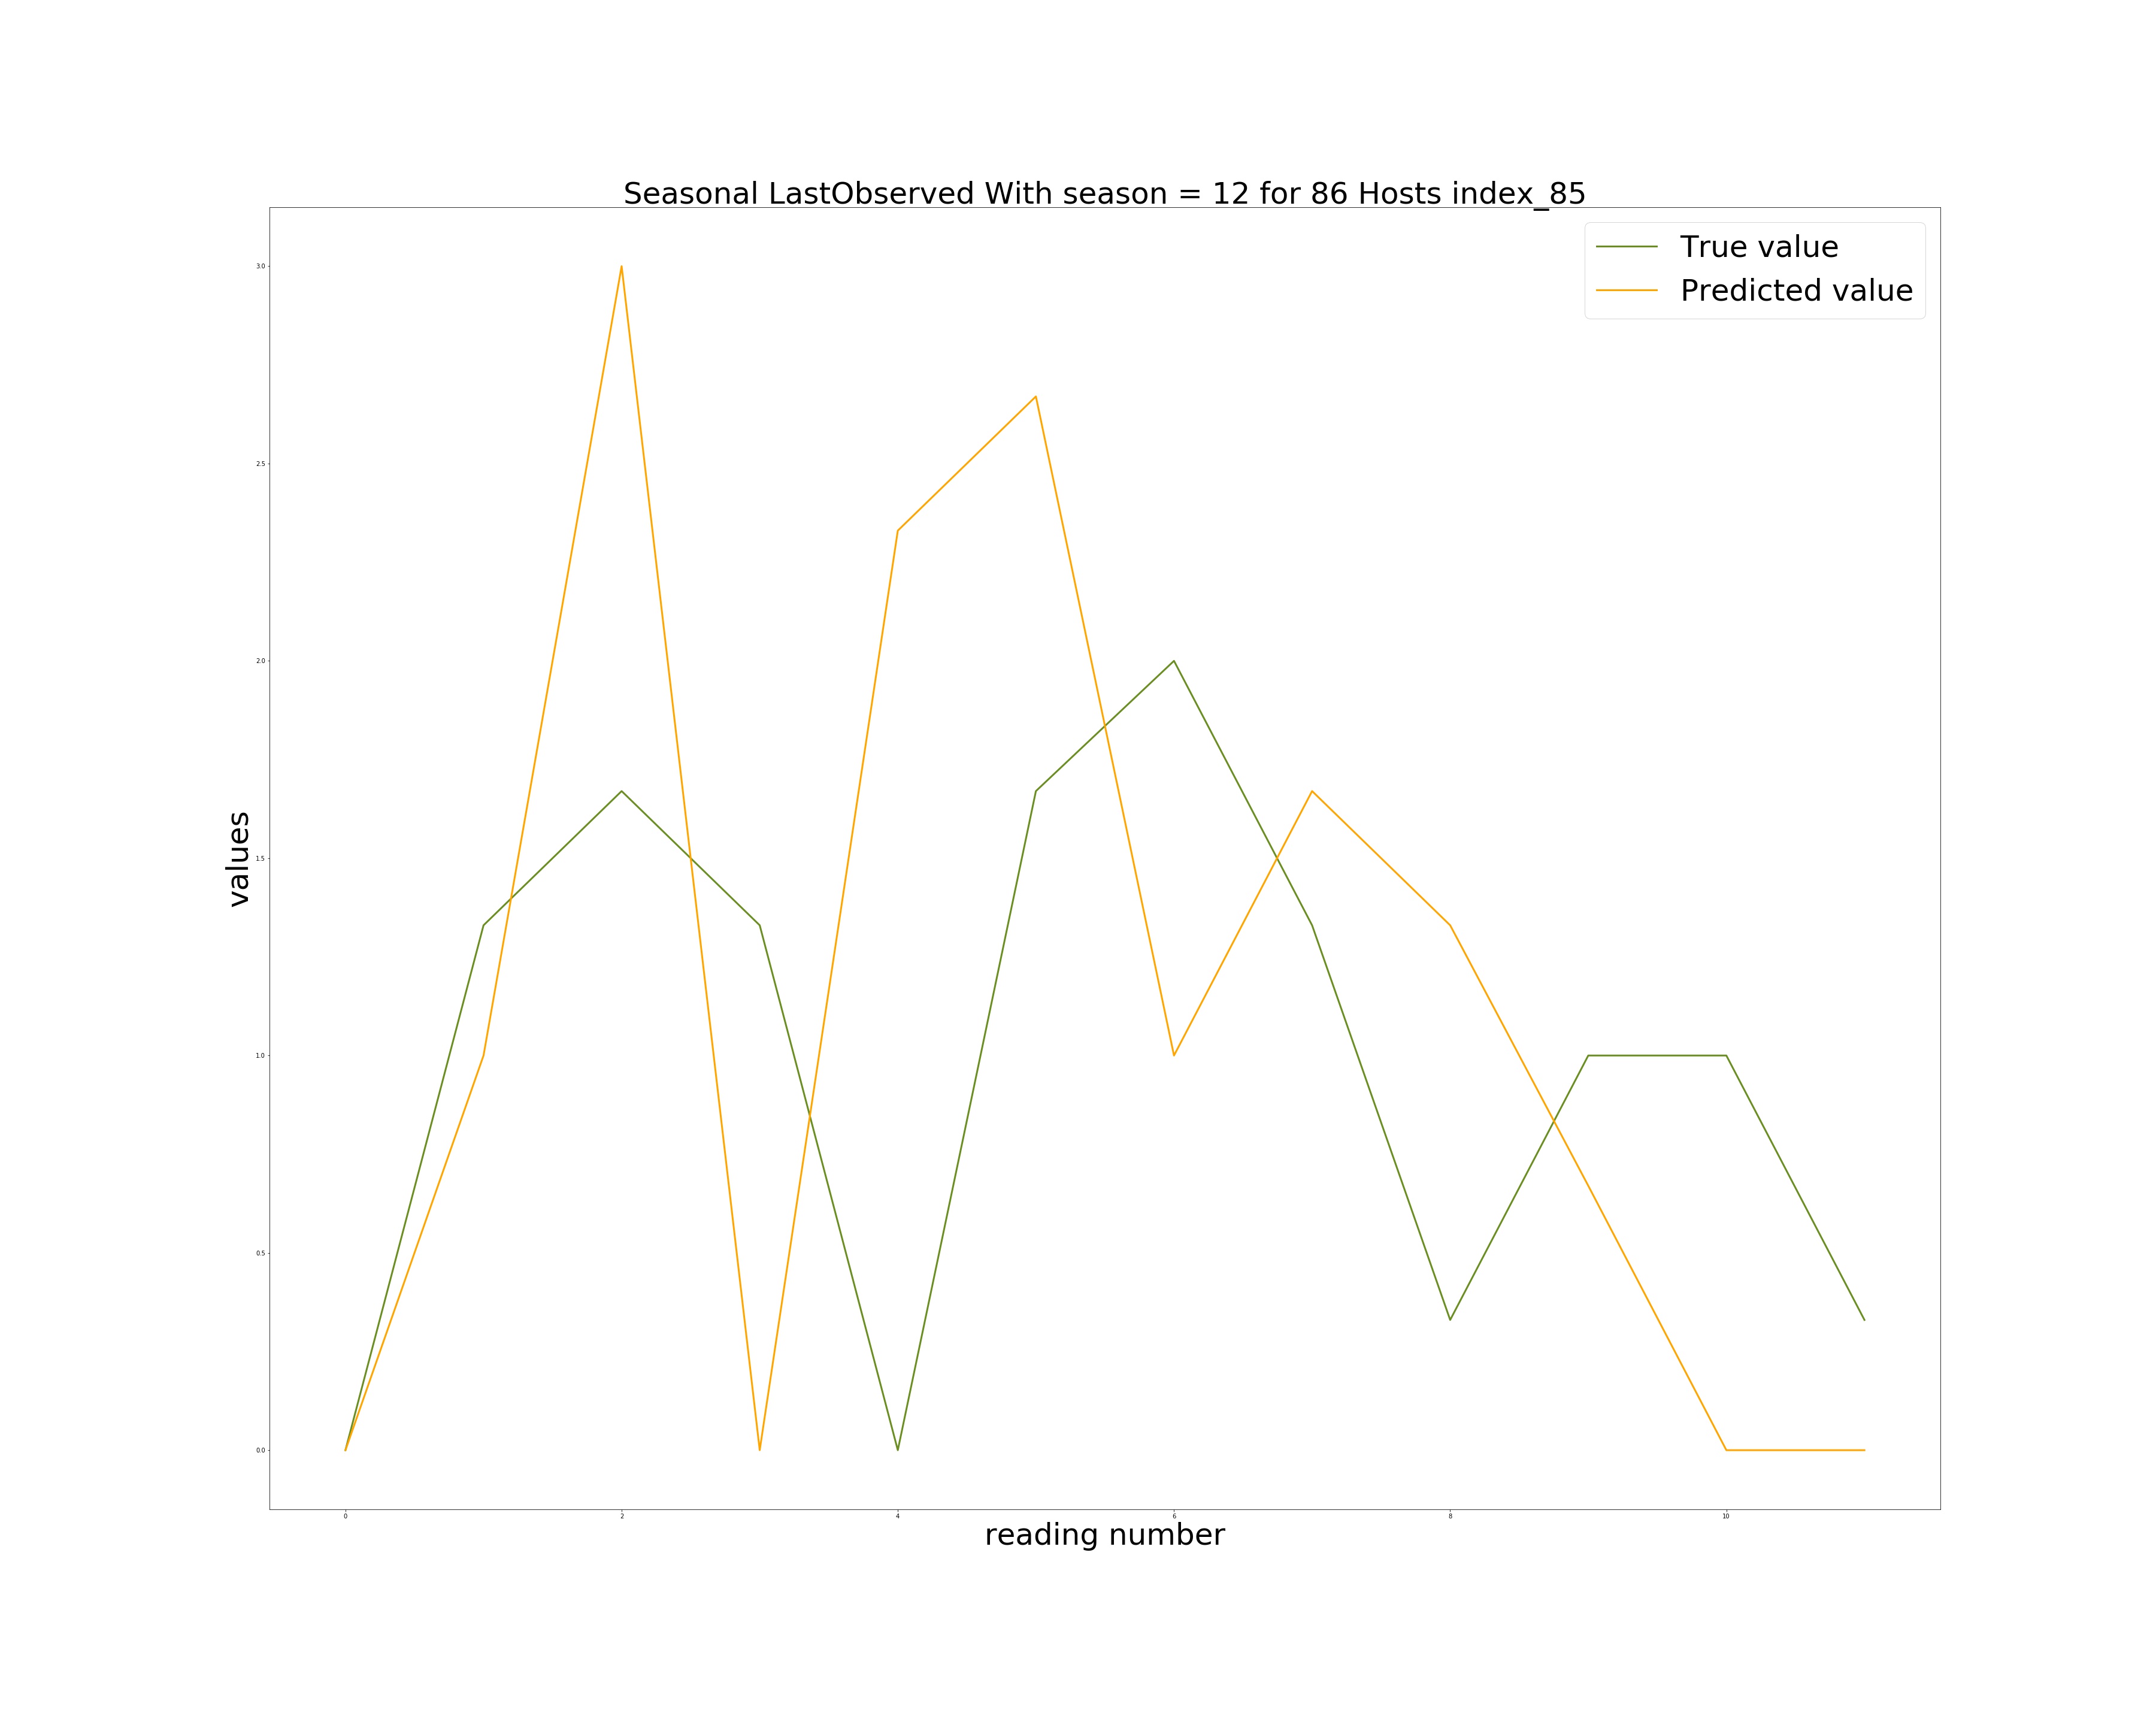 Seasonal LastObserved With season = 12 for 86 Hosts index_85
True value
Predicted value
3.0
2.5
2.0
1.5
1.0
0.5
0.0
values
0 2 4 6 8 10
reading number